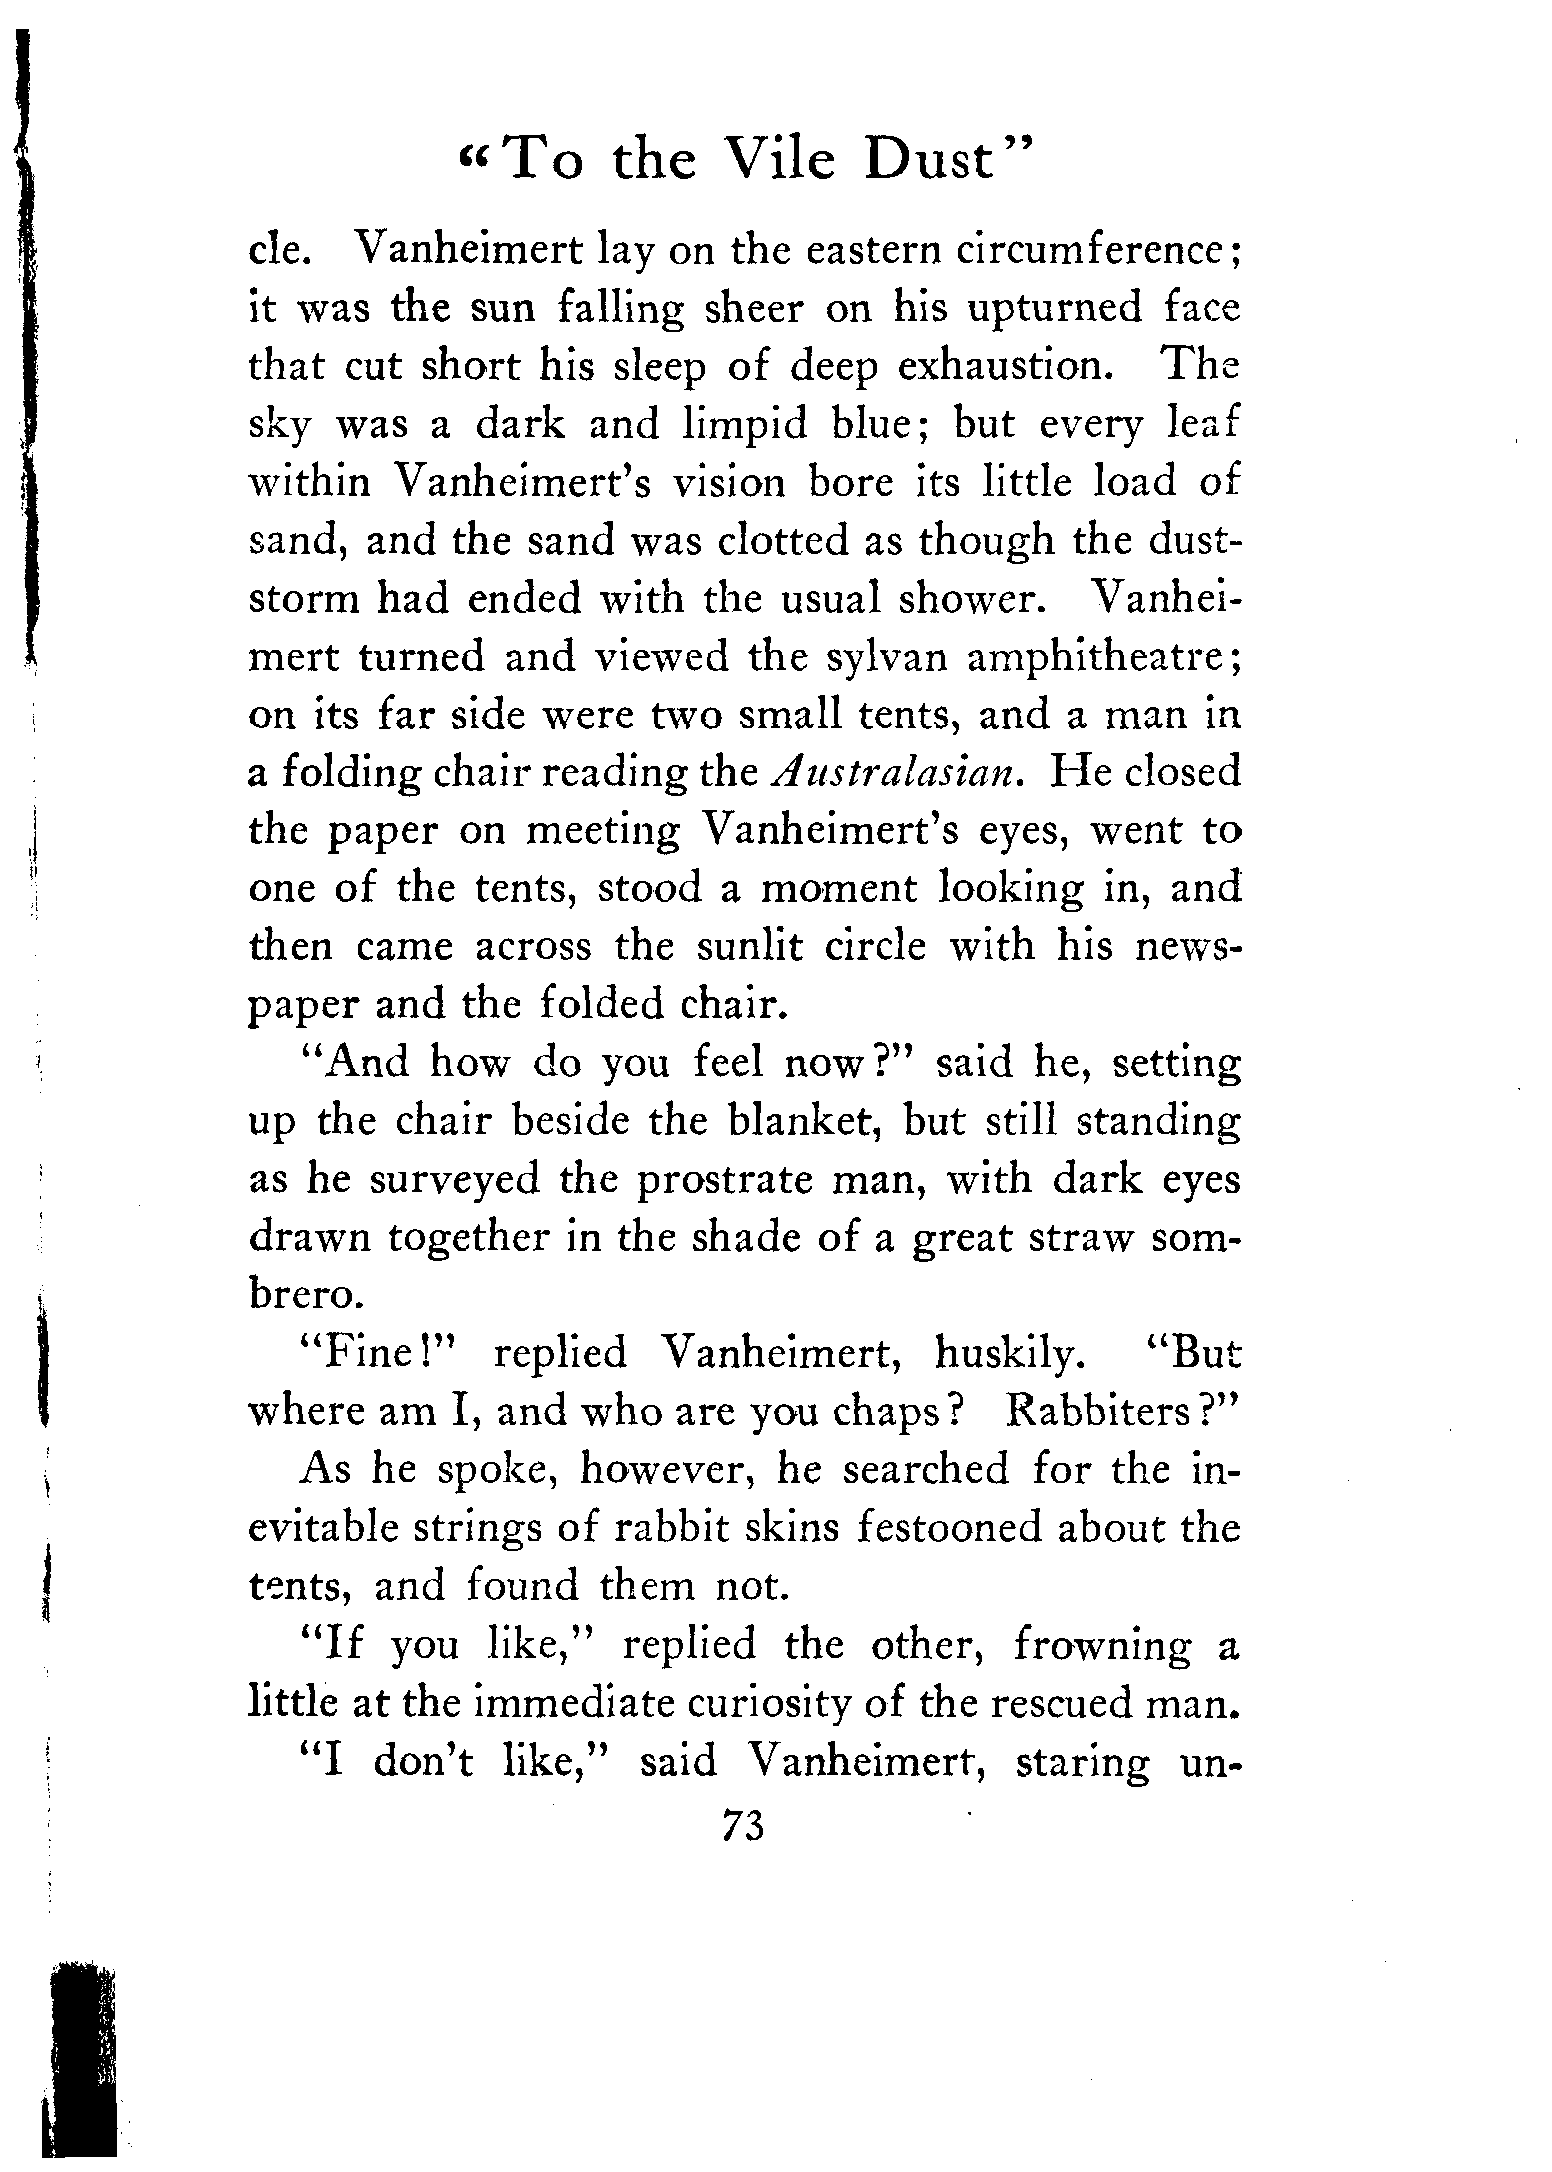 “To the Vile Dust”
cle. Vanheimert lay on the eastern circumference;
it was the sun falling sheer on his upturned face
that cut short his sleep of deep exhaustion. The
sky was a dark and limpid blue; but every leaf
within Vanheimert's vision bore its little load of
sand, and the sand was clotted as though the dust-
storm had ended with the usual shower. Vanhei-
mert turned and viewed the sylvan amphitheatre;
on its far side were two small tents, and a man in
a folding chair reading the Australasian. He closed
the paper on meeting Vanheimert's eyes, went to
one of the tents, stood a moment looking in, and
then came across the sunlit circle with his news-
paper and the folded chair.
“And how do you feel now?” said he, setting
up the chair beside the blanket, but still standing
as he surveyed the prostrate man, with dark eyes
drawn together in the shade of a great straw som-
brero.
“Fine!” replied Vanheimert, huskily. “But
where am I, and who are you chaps? Rabbiters?”
As he spoke, however, he searched for the in-
evitable strings of rabbit skins festooned about the
tents, and found them not.
“If you like,” replied the other, frowning a
little at the immediate curiosity of the rescued man.
“I don't like,” said Vanheimert, staring un-
73